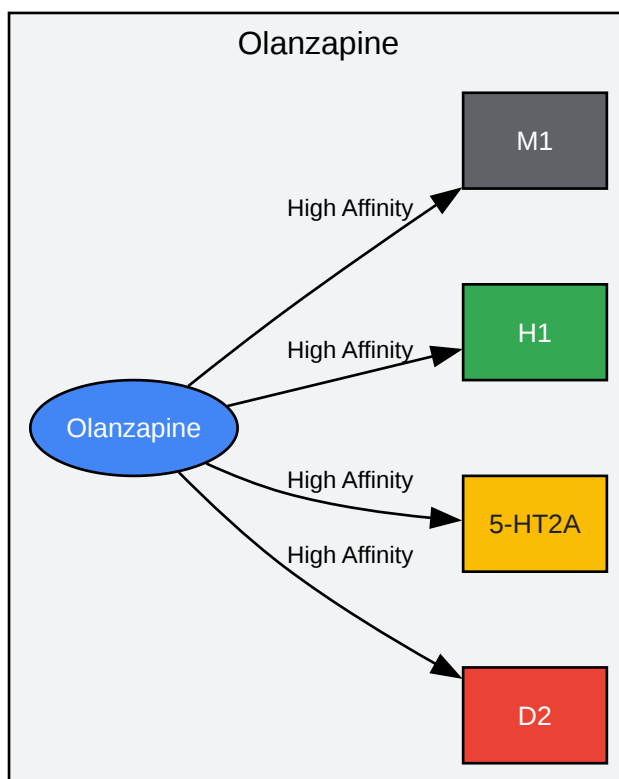 Olanzapine
M1
High Affinity
H1
High Affinity
Olanzapine
High Affinity
5-HT2A
High Affinity
D2